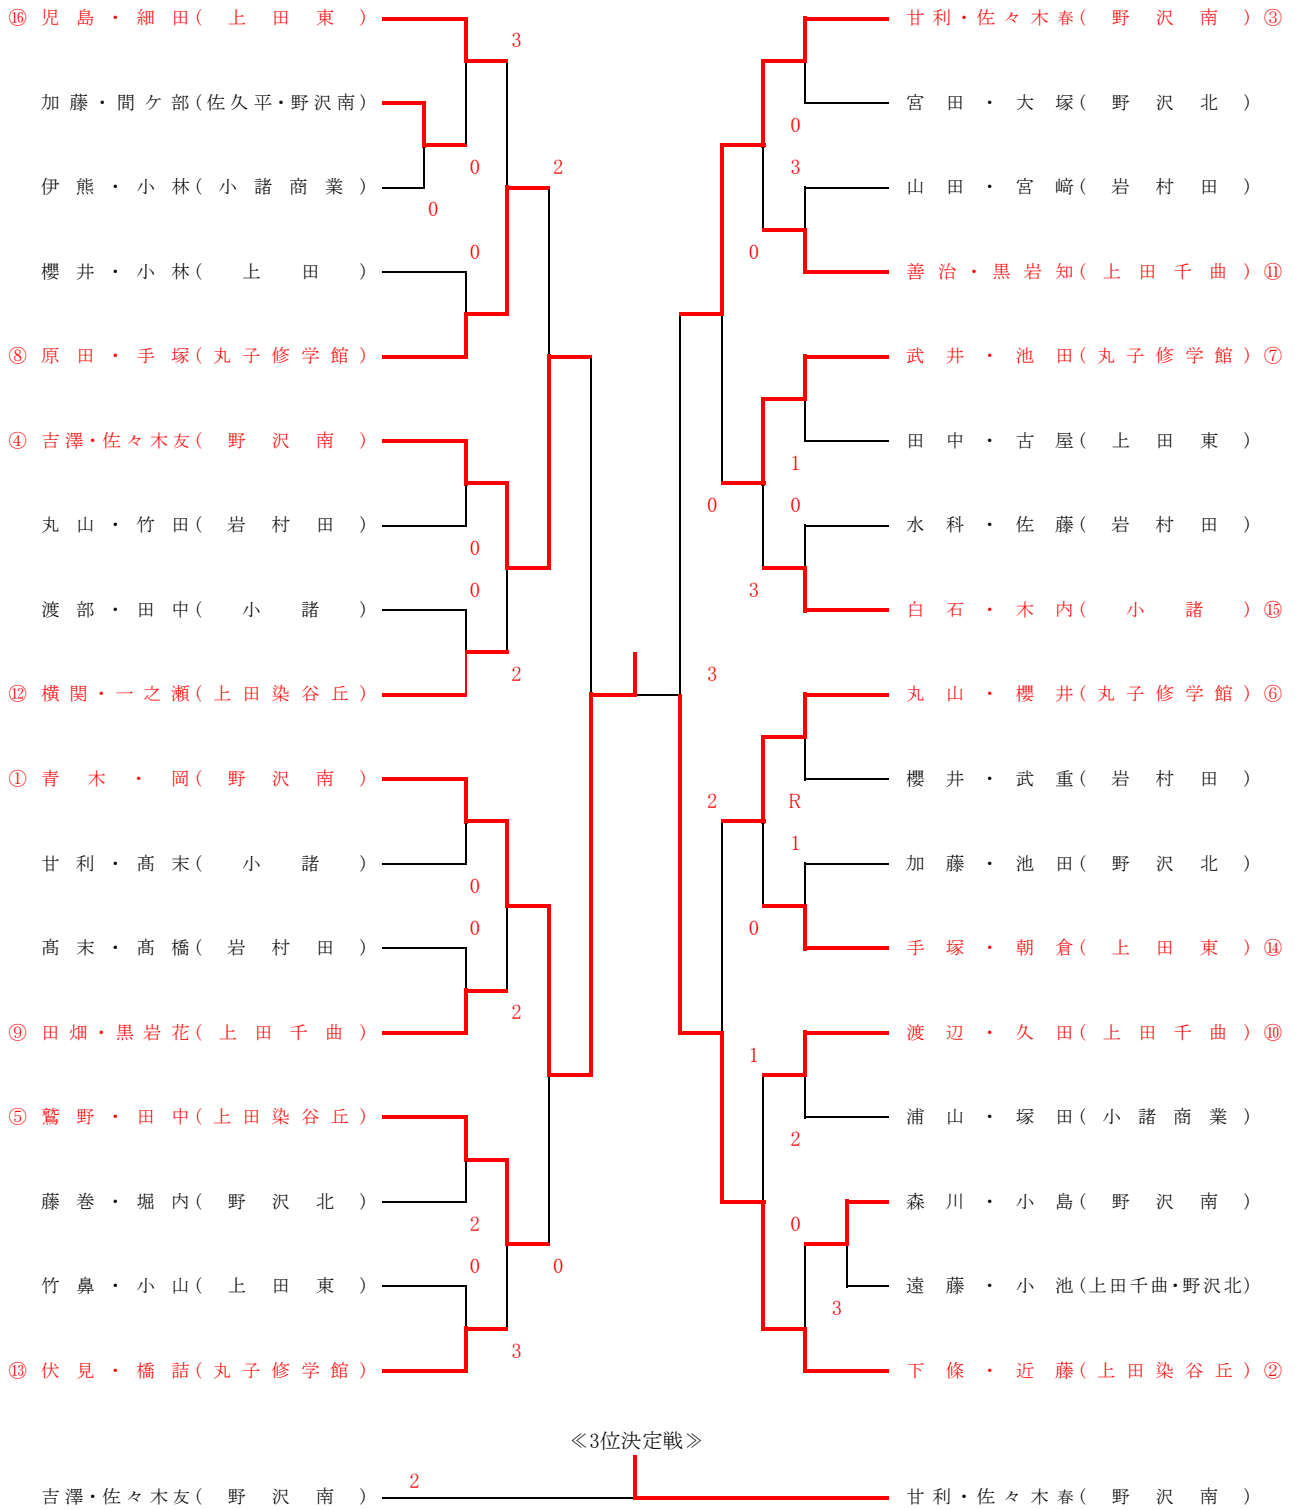 ⑯ 児島・細田(上田東)
3
加藤・間ケ部(佐久平・野沢南)
0
2
伊熊・小林(小諸商業)
0
0
櫻井・小林(上田)
⑧ 原田・手塚(丸子修学館)
④ 吉澤・佐々木友(野沢南)
丸山・竹田(岩村田)
0
0
渡部・田中(小諸)
2
⑫ 横関・一之瀬(上田染谷丘)
① 青木・岡(野沢南)
甘利・髙末(小諸)
0
0
髙末・髙橋(岩村田)
2
⑨ 田畑・黒岩花(上田千曲)
⑤ 鷲野・田中(上田染谷丘)
藤巻・堀内(野沢北)
2
0
0
竹鼻・小山(上田東)
3
⑬ 伏見・橋詰(丸子修学館)
甘利・佐々木春(野沢南) ③
宮田・大塚(野沢北)
0
3
山田・宮﨑(岩村田)
0
善治・黒岩知(上田千曲) ⑪
武井・池田(丸子修学館) ⑦
田中・古屋(上田東)
1
0
0
水科・佐藤(岩村田)
3
白石・木内(小諸) ⑮
3
丸山・櫻井(丸子修学館) ⑥
櫻井・武重(岩村田)
2
R
1
加藤・池田(野沢北)
0
手塚・朝倉(上田東) ⑭
渡辺・久田(上田千曲) ⑩
1
浦山・塚田(小諸商業)
2
森川・小島(野沢南)
0
遠藤・小池(上田千曲・野沢北)
3
下條・近藤(上田染谷丘) ②
≪3位決定戦≫
2
吉澤・佐々木友(野沢南)
甘利・佐々木春(野沢南)